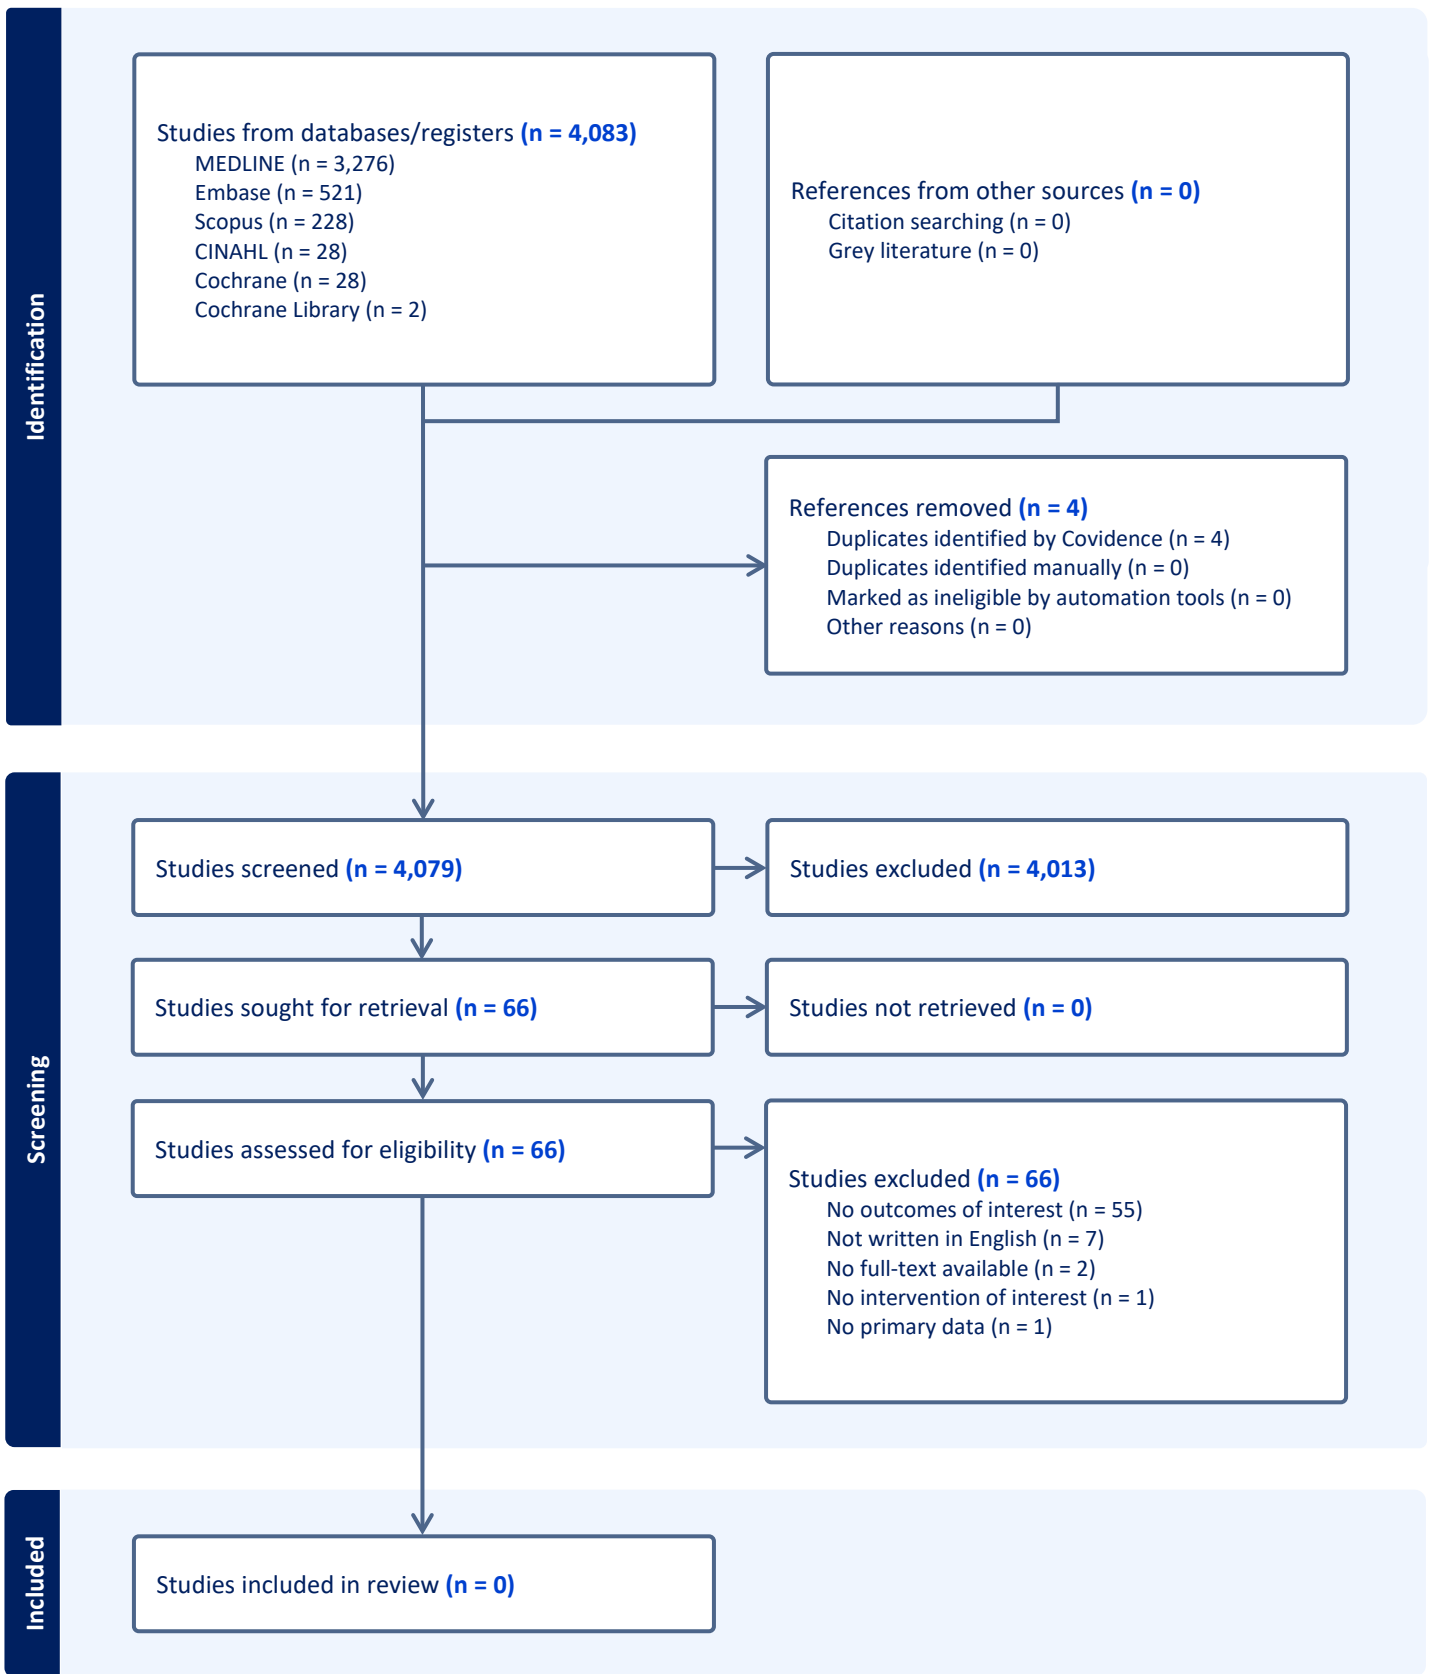 Identification
Studies from databases/registers (n = 4,083)
MEDLINE (n = 3,276)
Embase (n = 521)
Scopus (n = 228)
CINAHL (n = 28)
Cochrane (n = 28)
Cochrane Library (n = 2)
References from other sources (n = 0)
Citation searching (n = 0)
Grey literature (n = 0)
References removed (n = 4)
Duplicates identified by Covidence (n = 4)
Duplicates identified manually (n = 0)
Marked as ineligible by automation tools (n = 0)
Other reasons (n = 0)
Screening
Studies screened (n = 4,079)
Studies excluded (n = 4,013)
Studies sought for retrieval (n = 66)
Studies not retrieved (n = 0)
Studies assessed for eligibility (n = 66)
Studies excluded (n = 66)
No outcomes of interest (n = 55)
Not written in English (n = 7)
No full-text available (n = 2)
No intervention of interest (n = 1)
No primary data (n = 1)
Included
Studies included in review (n = 0)